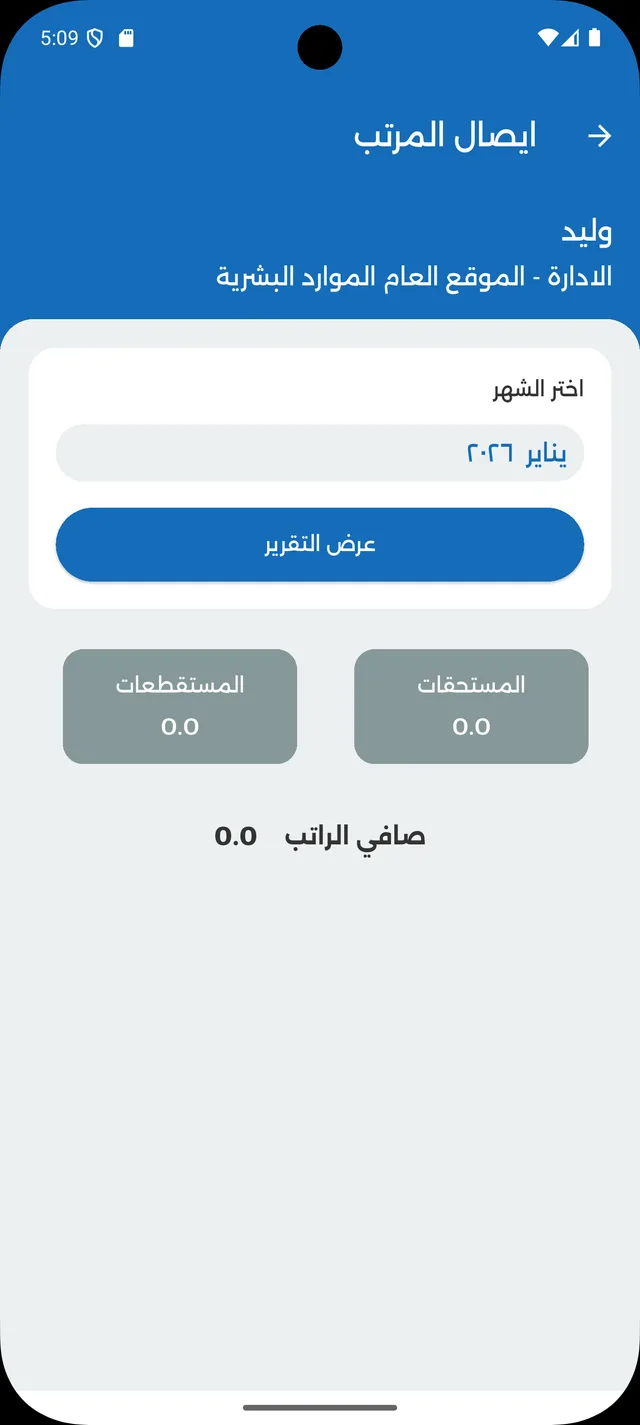 5:09
ايصال المرتب
وليد
الادارة - الموقع العام الموارد البشرية
اختر الشهر
يناير ٢٠٢٦
عرض التقرير
المستحقات
0.0
المستقطعات
0.0
صافي الراتب 0.0